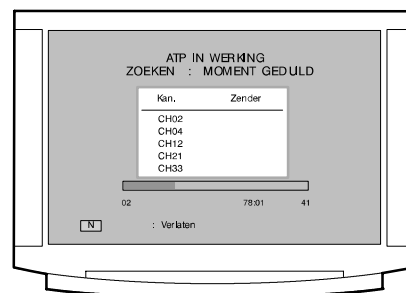 ATP IN WERKING
ZOEKEN : MOMENT GEDULD
Kan. Zender
CH02
CH04
CH12
CH21
CH33
02 78:01 41
N : Verlaten